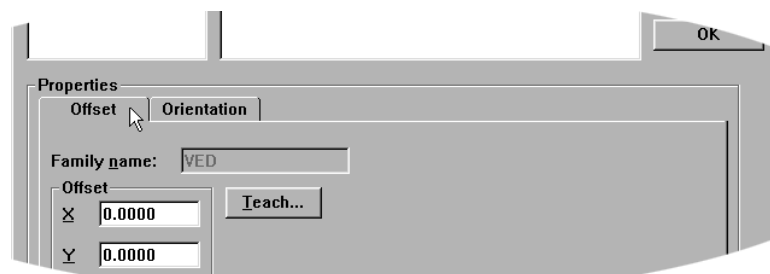 OK
Properties
Offset Orientation
Family name: VED
Offset
X 0.0000 Teach...
Y 0.0000